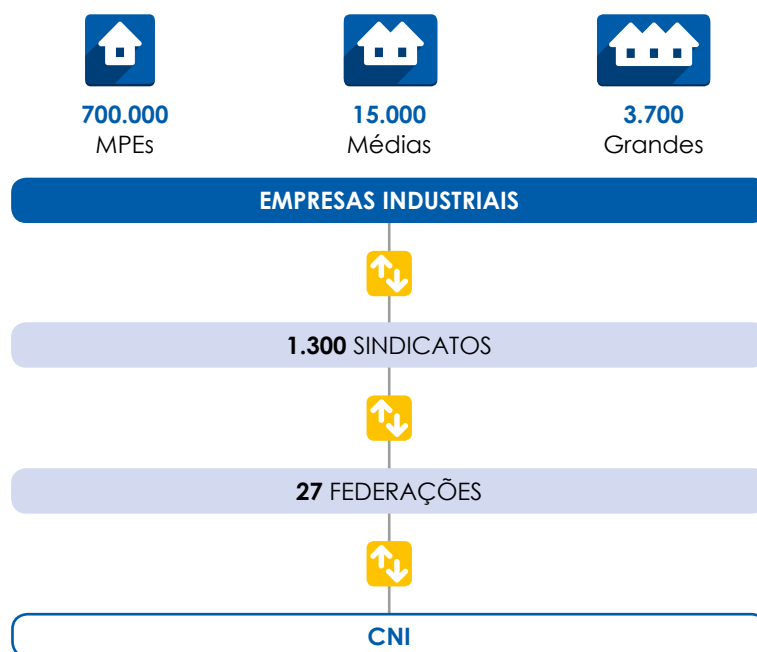 700.000
MPEs
15.000
Médias
3.700
Grandes
EMPRESAS INDUSTRIAIS
1.300 SINDICATOS
27 FEDERAÇÕES
CNI